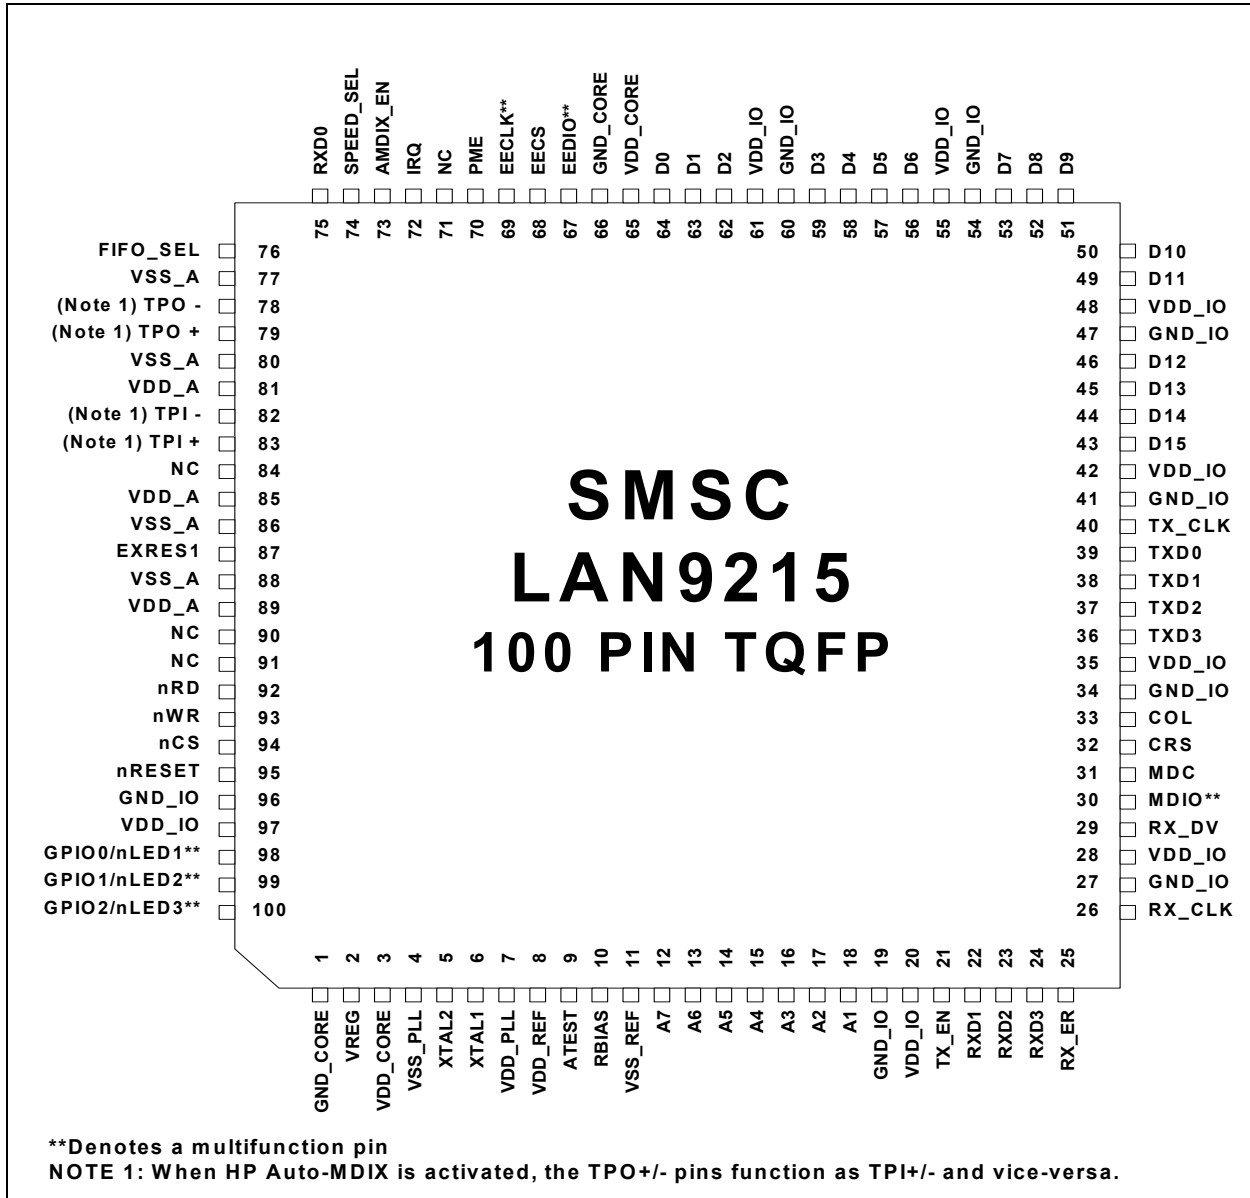 RXD0
SPEED_SEL
AMDIX_EN
IRQ
NC
PME
EECLK**
EECS
EEDIO**
GND_CORE
VDD_CORE
D0
D1
D2
VDD_IO
GND_IO
D3
D4
D5
D6
VDD_IO
GND_IO
D7
D8
D9
75
74
73
72
71
70
69
68
67
66
65
64
63
62
61
60
59
58
57
56
55
54
53
52
51
FIFO_SEL 76
VSS_A 77
(Note 1) TPO - 78
(Note 1) TPO + 79
VSS_A 80
VDD_A 81
(Note 1) TPI - 82
(Note 1) TPI + 83
NC 84
VDD_A 85
VSS_A 86
EXRES1 87
VSS_A 88
VDD_A 89
NC 90
NC 91
nRD 92
nWR 93
nCS 94
nRESET 95
GND_IO 96
VDD_IO 97
GPIO0/nLED1** 98
GPIO1/nLED2** 99
GPIO2/nLED3** 100
SMSC
LAN9215
100 PIN TQFP
50 D10
49 D11
48 VDD_IO
47 GND_IO
46 D12
45 D13
44 D14
43 D15
42 VDD_IO
41 GND_IO
40 TX_CLK
39 TXD0
38 TXD1
37 TXD2
36 TXD3
35 VDD_IO
34 GND_IO
33 COL
32 CRS
31 MDC
30 MDIO**
29 RX_DV
28 VDD_IO
27 GND_IO
26 RX_CLK
1
2
3
4
5
6
7
8
9
10
11
12
13
14
15
16
17
18
19
20
21
22
23
24
25
GND_CORE
VREG
VDD_CORE
VSS_PLL
XTAL2
XTAL1
VDD_PLL
VDD_REF
ATEST
RBIAS
VSS_REF
A7
A6
A5
A4
A3
A2
A1
GND_IO
VDD_IO
TX_EN
RXD1
RXD2
RXD3
RX_ER
**Denotes a multifunction pin
NOTE 1: When HP Auto-MDIX is activated, the TPO+/- pins function as TPI+/- and vice-versa.